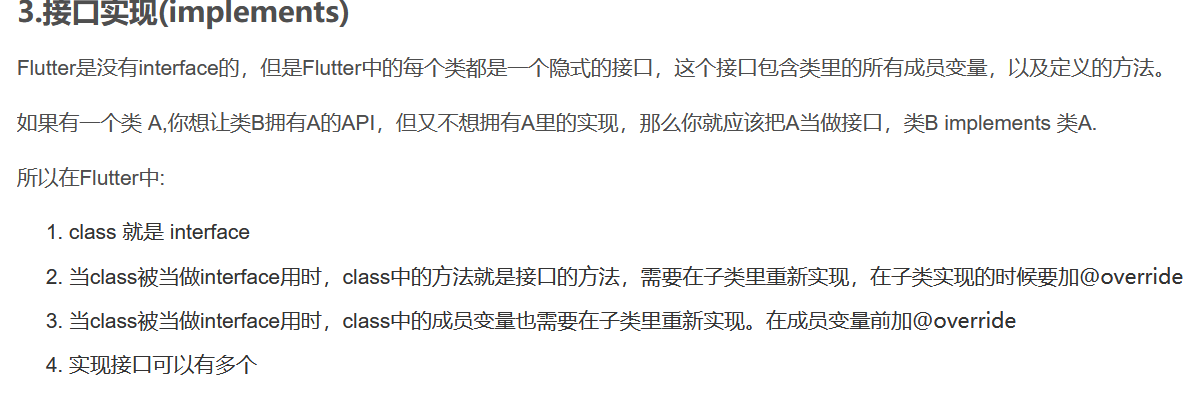 3.接口实现(implements)
Flutter是没有interface的，但是Flutter中的每个类都是一个隐式的接口，这个接口包含类里的所有成员变量，以及定义的方法。
如果有一个类 A,你想让类B拥有A的API，但又不想拥有A里的实现，那么你就应该把A当做接口，类B implements 类A.
所以在Flutter中:
1. class 就是 interface
2. 当class被当做interface用时，class中的方法就是接口的方法，需要在子类里重新实现，在子类实现的时候要加@override
3. 当class被当做interface用时，class中的成员变量也需要在子类里重新实现。在成员变量前加@override
4. 实现接口可以有多个